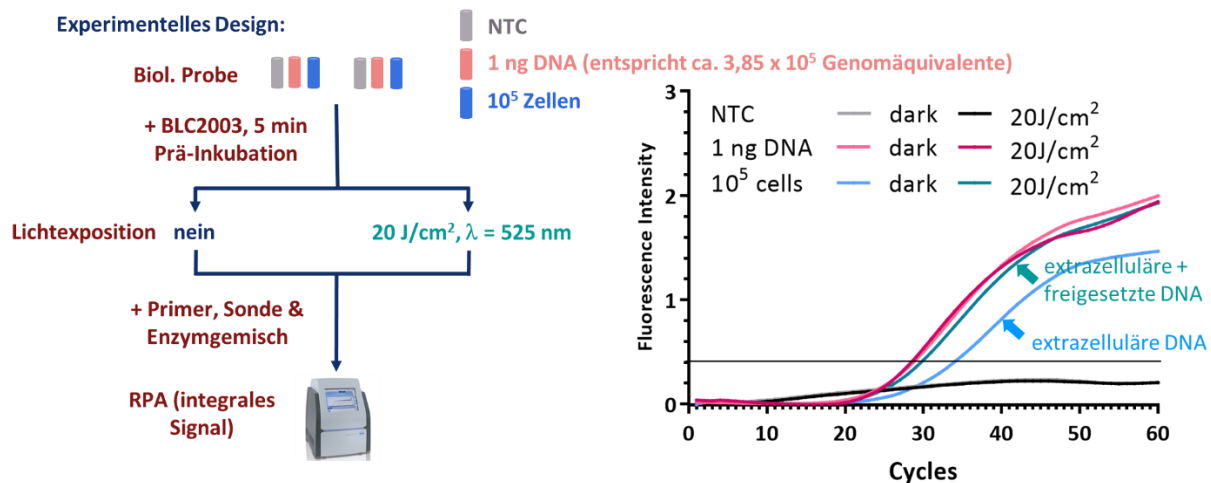 Experimentelles Design:
NTC
1 ng DNA (entspricht ca. 3,85 x 10⁵ Genomäquivalente)
10⁵ Zellen
Biol. Probe
+ BLC2003, 5 min
Prä-Inkubation
Lichtexposition
nein
20 J/cm², λ = 525 nm
+ Primer, Sonde &
Enzymgemisch
RPA (integrales
Signal)
Fluorescence Intensity
3
2
1
0
NTC dark 20J/cm²
1 ng DNA dark 20J/cm²
10⁵ cells dark 20J/cm²
extrazelluläre +
freigesetzte DNA
extrazelluläre DNA
0 10 20 30 40 50 60
Cycles